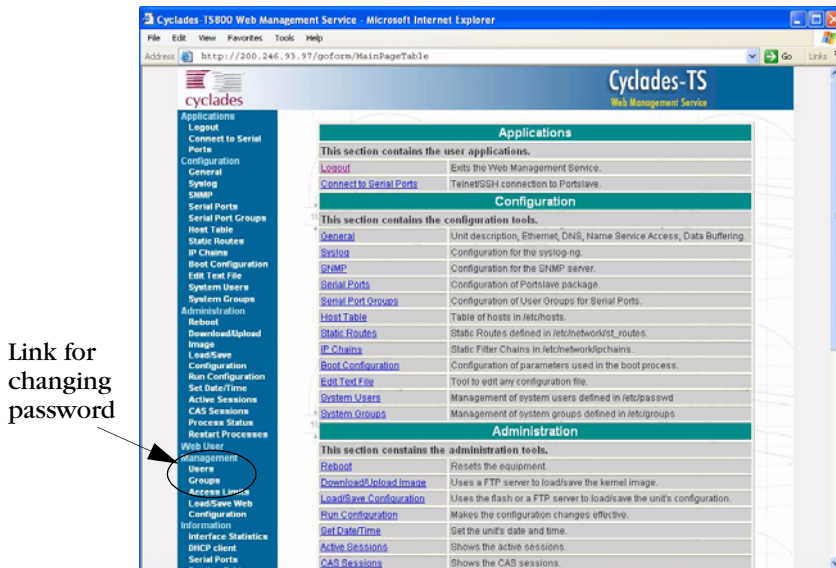 Cyclades-TS800 Web Management Service - Microsoft Internet Explorer
File Edit View Favorites Tools Help
Address http://200.246.93.97/goform/MainPageTable Go Links
cyclades
Cyclades-TS
Web Management Service
Applications
Logout
Connect to Serial
Ports
Configuration
General
Syslog
SNMP
Serial Ports
Serial Port Groups
Host Table
Static Routes
IP Chains
Boot Configuration
Edit Text File
System Users
System Groups
Administration
Reboot
Download/Upload
Image
Load/Save
Configuration
Run Configuration
Set Date/Time
Active Sessions
CAS Sessions
Process Status
Restart Processes
Web User
Management
Users
Groups
Access Limits
Load/Save Web
Configuration
Information
Interface Statistics
DHCP client
Serial Ports
Link for
changing
password
Applications
This section contains the user applications.
Logout Exits the Web Management Service.
Connect to Serial Ports Telnet/SSH connection to Portslave.
Configuration
This section contains the configuration tools.
General Unit description, Ethernet, DNS, Name Service Access, Data Buffering.
Syslog Configuration for the syslog-ng.
SNMP Configuration for the SNMP server.
Serial Ports Configuration of Portslave package.
Serial Port Groups Configuration of User Groups for Serial Ports.
Host Table Table of hosts in /etc/hosts.
Static Routes Static Routes defined in /etc/network/st_routes.
IP Chains Static Filter Chains in /etc/network/ipchains.
Boot Configuration Configuration of parameters used in the boot process.
Edit Text File Tool to edit any configuration file.
System Users Management of system users defined in /etc/passwd
System Groups Management of system groups defined in /etc/groups
Administration
This section constains the administration tools.
Reboot Resets the equipment.
Download/Upload Image Uses a FTP server to load/save the kernel image.
Load/Save Configuration Uses the flash or a FTP server to load/save the unit's configuration.
Run Configuration Makes the configuration changes effective.
Set Date/Time Set the unit's date and time.
Active Sessions Shows the active sessions.
CAS Sessions Shows the CAS sessions.